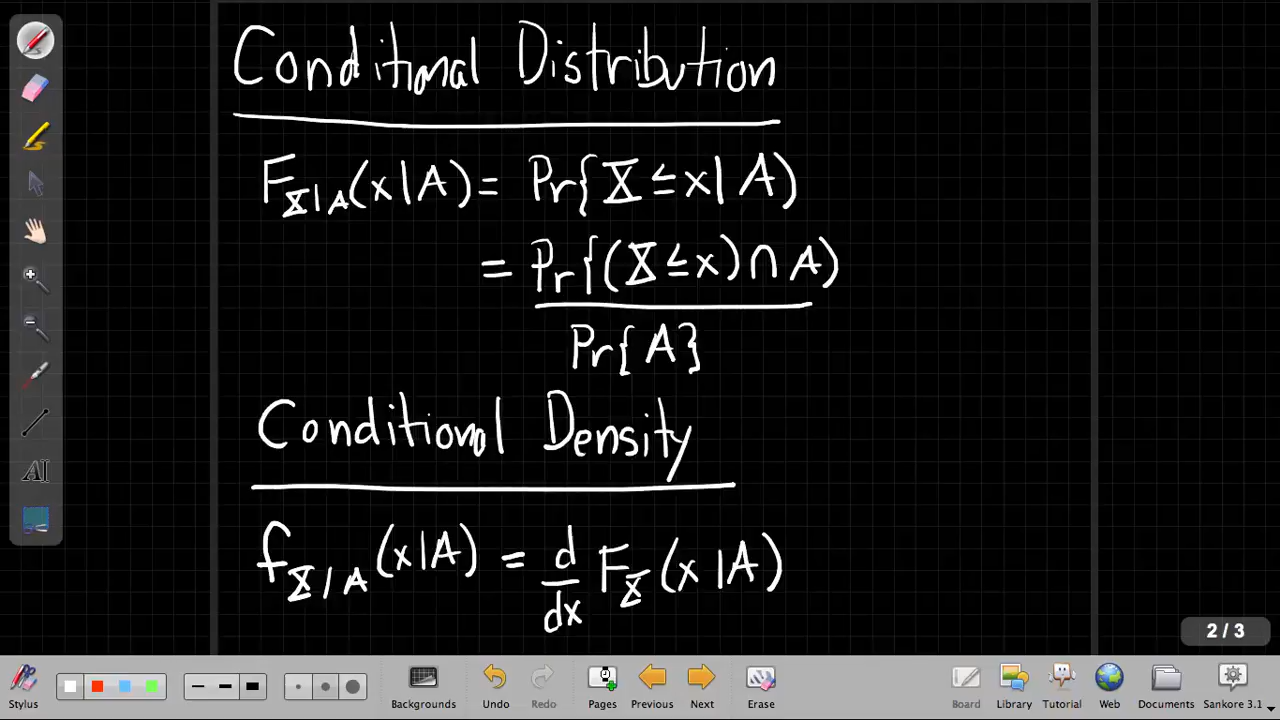 Conditional Distribution
F_X|A(x|A) = Pr{X ≤ x | A)
= Pr{(X ≤ x) ∩ A)
Pr{A}
Conditional Density
f_X|A(x|A) = d/dx F_X(x|A)
2 / 3
Stylus Backgrounds Undo Redo Pages Previous Next Erase Board Library Tutorial Web Documents Sankore 3.1
AI